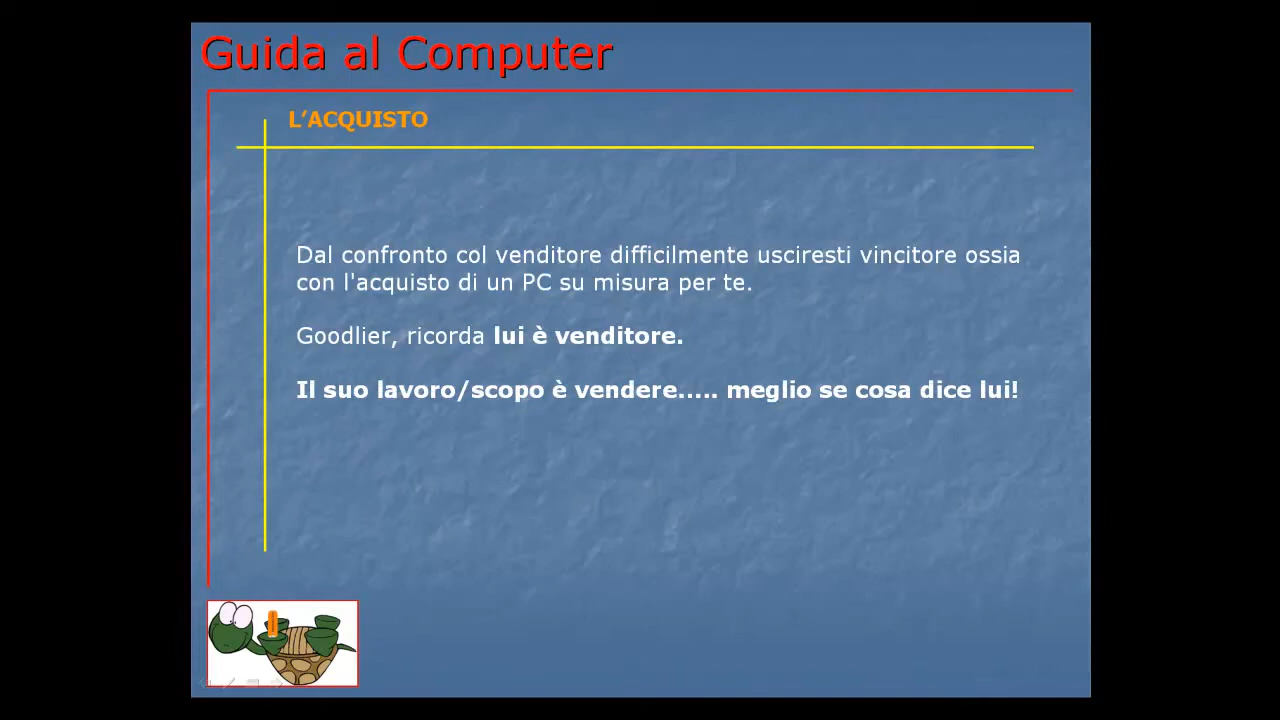 Guida al Computer
L’ACQUISTO
Dal confronto col venditore difficilmente usciresti vincitore ossia
con l'acquisto di un PC su misura per te.
Goodlier, ricorda lui è venditore.
Il suo lavoro/scopo è vendere..... meglio se cosa dice lui!